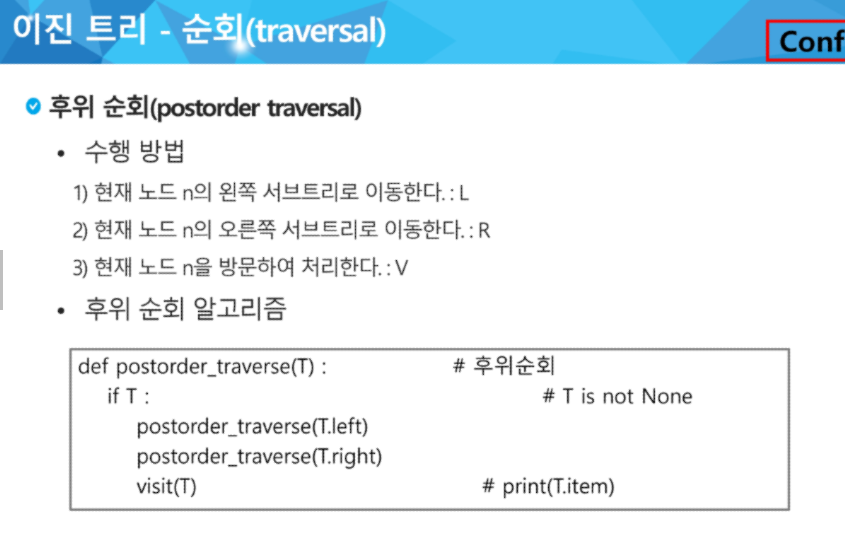 이진 트리 - 순회(traversal)
Conf
후위 순회(postorder traversal)
• 수행 방법
1) 현재 노드 n의 왼쪽 서브트리로 이동한다. : L
2) 현재 노드 n의 오른쪽 서브트리로 이동한다. : R
3) 현재 노드 n을 방문하여 처리한다. : V
• 후위 순회 알고리즘
def postorder_traverse(T) : # 후위순회
if T : # T is not None
postorder_traverse(T.left)
postorder_traverse(T.right)
visit(T) # print(T.item)